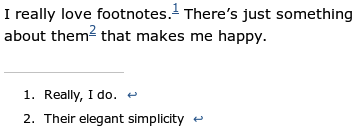 I really love footnotes.1 There’s just something
about them2 that makes me happy.
1. Really, I do. ↩
2. Their elegant simplicity ↩